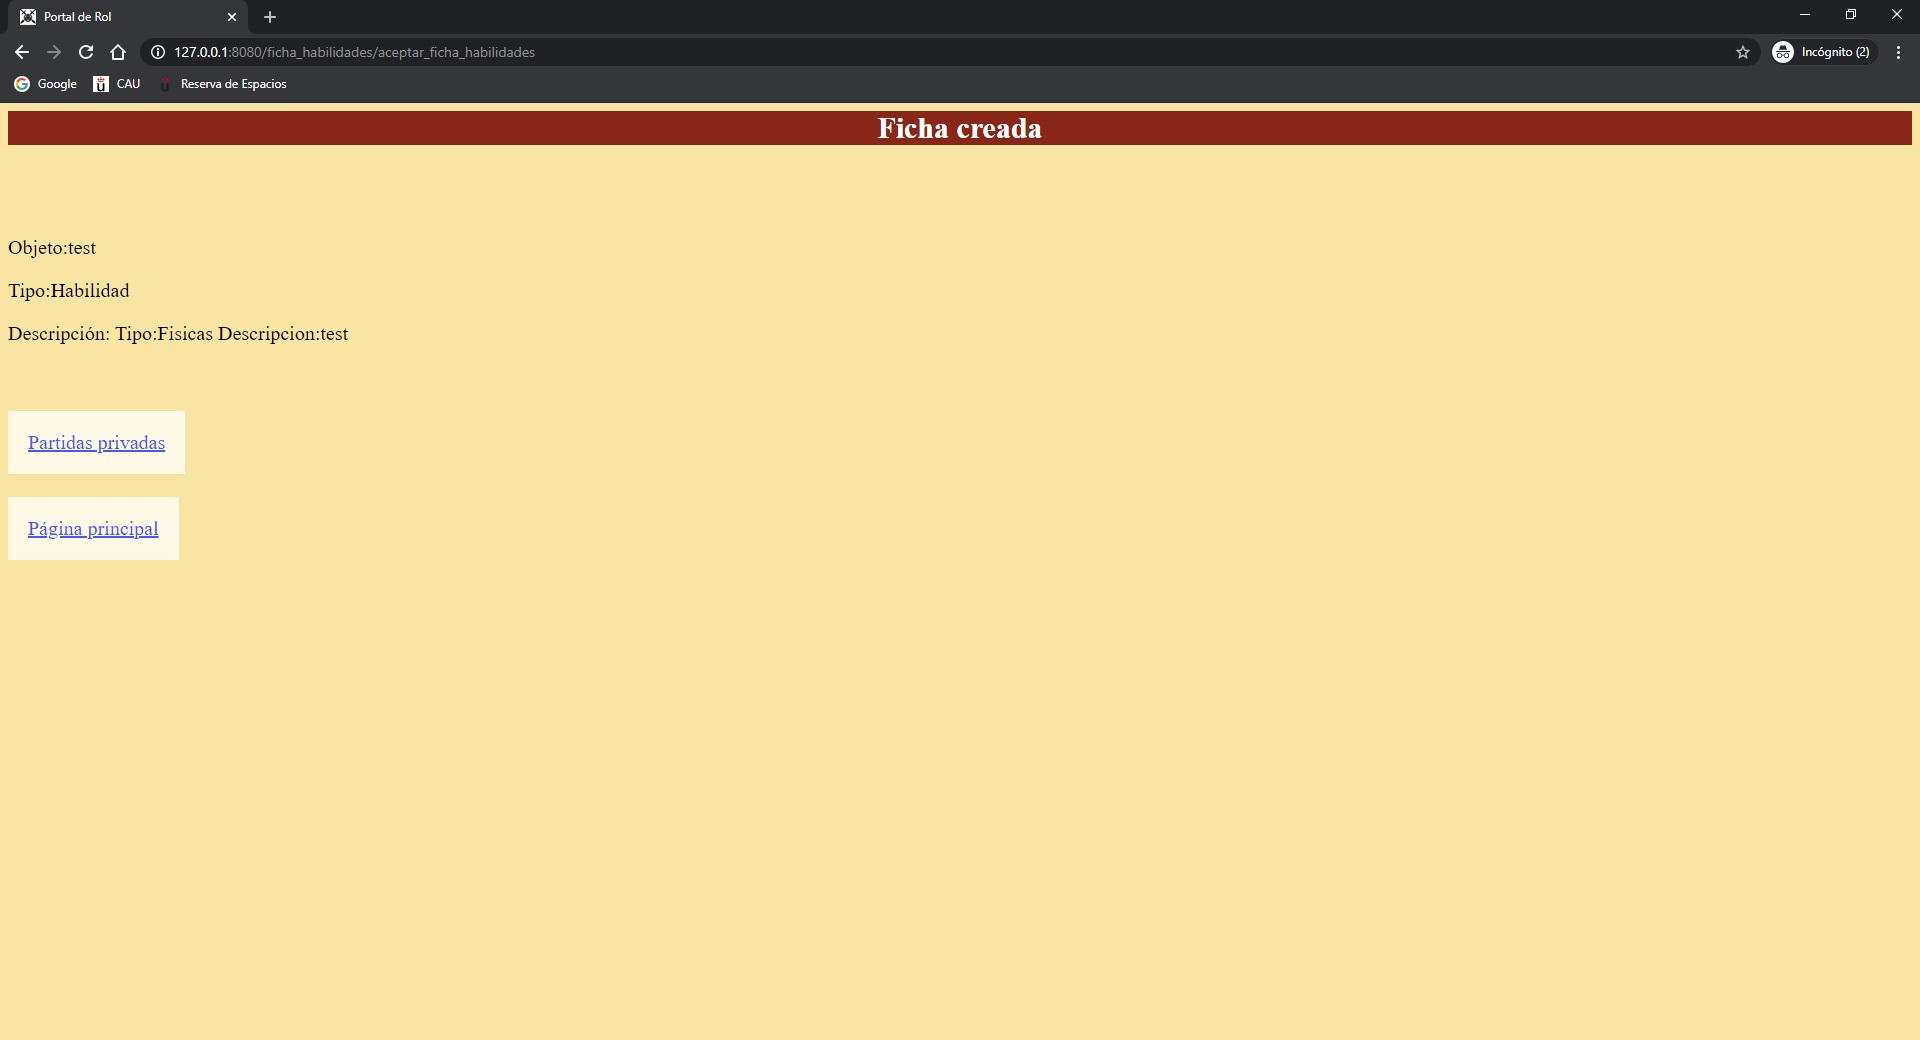 Portal de Rol
127.0.0.1:8080/ficha_habilidades/aceptar_ficha_habilidades
Incógnito (2)
Google CAU Reserva de Espacios
Ficha creada
Objeto:test
Tipo:Habilidad
Descripción: Tipo:Fisicas Descripcion:test
Partidas privadas
Página principal